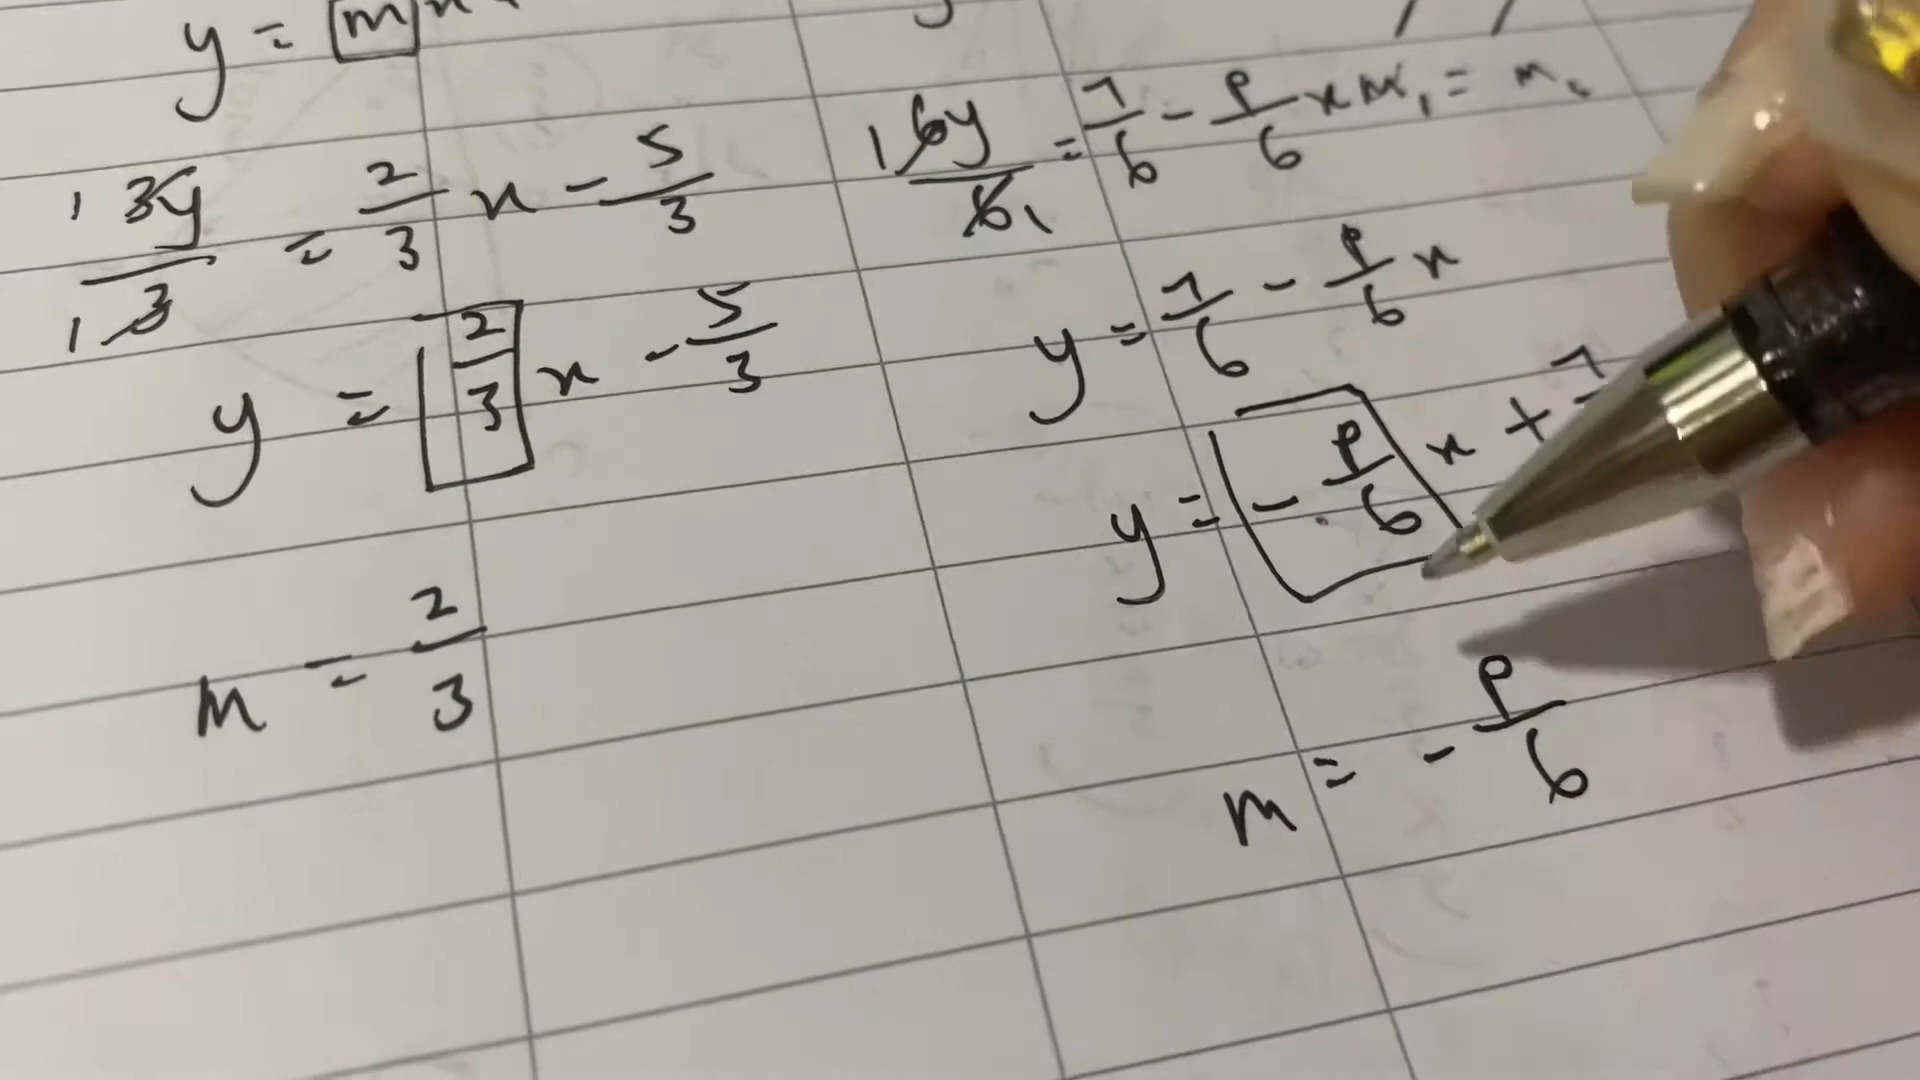 y = m x
1 3y/1 3 = 2/3 x - 5/3
y = 2/3 x - 5/3
m = 2/3
1 6y/6 1 = 7/6 - P/6 x m₁ = m₂
y = 7/6 - P/6 x
y = - P/6 x + 7
m = - P/6